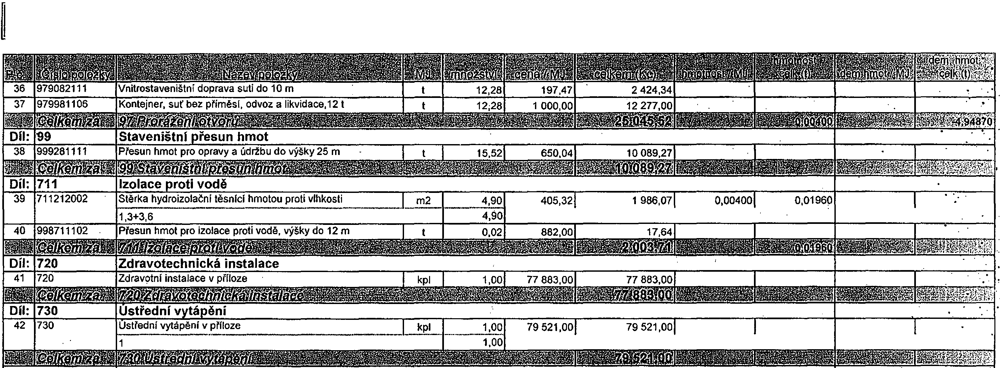 hmotnost dem. hmot.
P.č. Číslo položky Název položky MJ množství cena / MJ celkem (Kč) hmotnost / MJ celk.(t) dem.hmot / MJ celk.(t)
36 979082111 Vnitrostaveništní doprava suti do 10 m t 12,28 197,47 2 424,34
37 979981106 Kontejner, suť bez příměsí, odvoz a likvidace,12 t t 12,28 1 000,00 12 277,00
Celkem za 97 Prorážení otvorů 25 045,52 0,00400 -4,94870
Díl: 99 Staveništní přesun hmot
38 999281111 Přesun hmot pro opravy a údržbu do výšky 25 m t 15,52 650,04 10 089,27
Celkem za 99 Staveništní přesun hmot 10 089,27
Díl: 711 Izolace proti vodě
39 711212002 Stěrka hydroizolační těsnící hmotou proti vlhkosti m2 4,90 405,32 1 986,07 0,00400 0,01960
1,3+3,6 4,90
40 998711102 Přesun hmot pro izolace proti vodě, výšky do 12 m t 0,02 882,00 17,64
Celkem za 711 Izolace proti vodě 2 003,71 0,01960
Díl: 720 Zdravotechnická instalace
41 720 Zdravotní instalace v příloze kpl 1,00 77 883,00 77 883,00
Celkem za 720 Zdravotechnická instalace 77 883,00
Díl: 730 Ústřední vytápění
42 730 Ústřední vytápění v příloze kpl 1,00 79 521,00 79 521,00
1 1,00
Celkem za 730 Ústřední vytápění 79 521,00